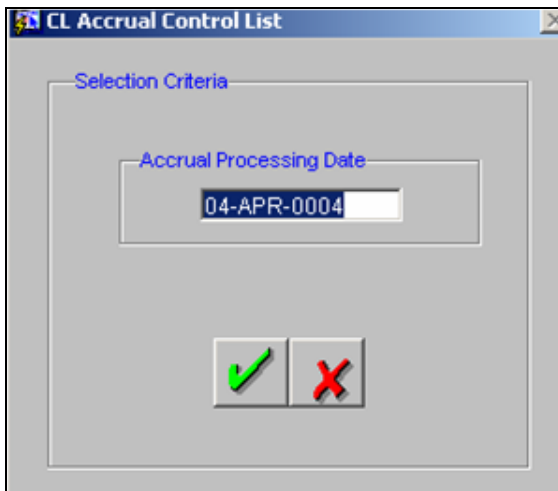 CL Accrual Control List
Selection Criteria
Accrual Processing Date
04-APR-0004